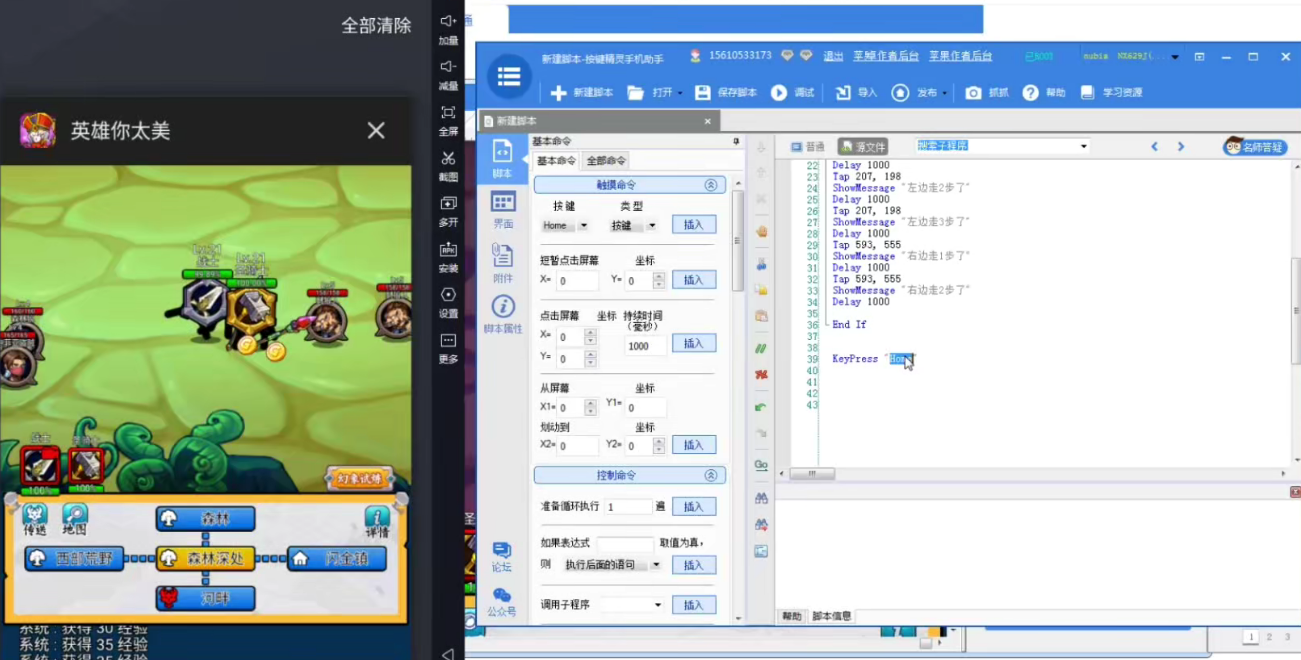 全部清除
英雄你太美
森林
西部荒野
森林深处
闪金镇
河畔
传送
地图
详情
幻象试炼
100%
100%
系统 : 获得 30 经验
系统 : 获得 35 经验
加量
减量
全屏
截图
多开
安装
设置
更多
新建脚本-按键精灵手机助手
15610533173
退出
苹果作者后台
新建脚本
打开
保存脚本
调试
导入
发布
抓抓
帮助
学习资源
新建脚本
脚本
界面
附件
脚本属性
论坛
公众号
基本命令
基本命令
全部命令
触摸命令
按键
类型
Home
按键
插入
短暂点击屏幕
坐标
X= 0
Y= 0
插入
点击屏幕
坐标
持续时间
(毫秒)
X= 0
1000
插入
Y= 0
从屏幕
坐标
X1= 0
Y1= 0
划动到
坐标
X2= 0
Y2= 0
插入
控制命令
准备循环执行 1 遍
插入
如果表达式
取值为真,
则 执行后面的语句
插入
调用子程序
插入
普通
源文件
搜索子程序
名师答疑
22 Delay 1000
23 Tap 207, 198
24 ShowMessage "左边走2步了"
25 Delay 1000
26 Tap 207, 198
27 ShowMessage "左边走3步了"
28 Delay 1000
29 Tap 593, 555
30 ShowMessage "右边走1步了"
31 Delay 1000
32 Tap 593, 555
33 ShowMessage "右边走2步了"
34 Delay 1000
35
36 End If
37
38
39 KeyPress
40
41
42
43
Go
帮助
脚本信息
1 2 3